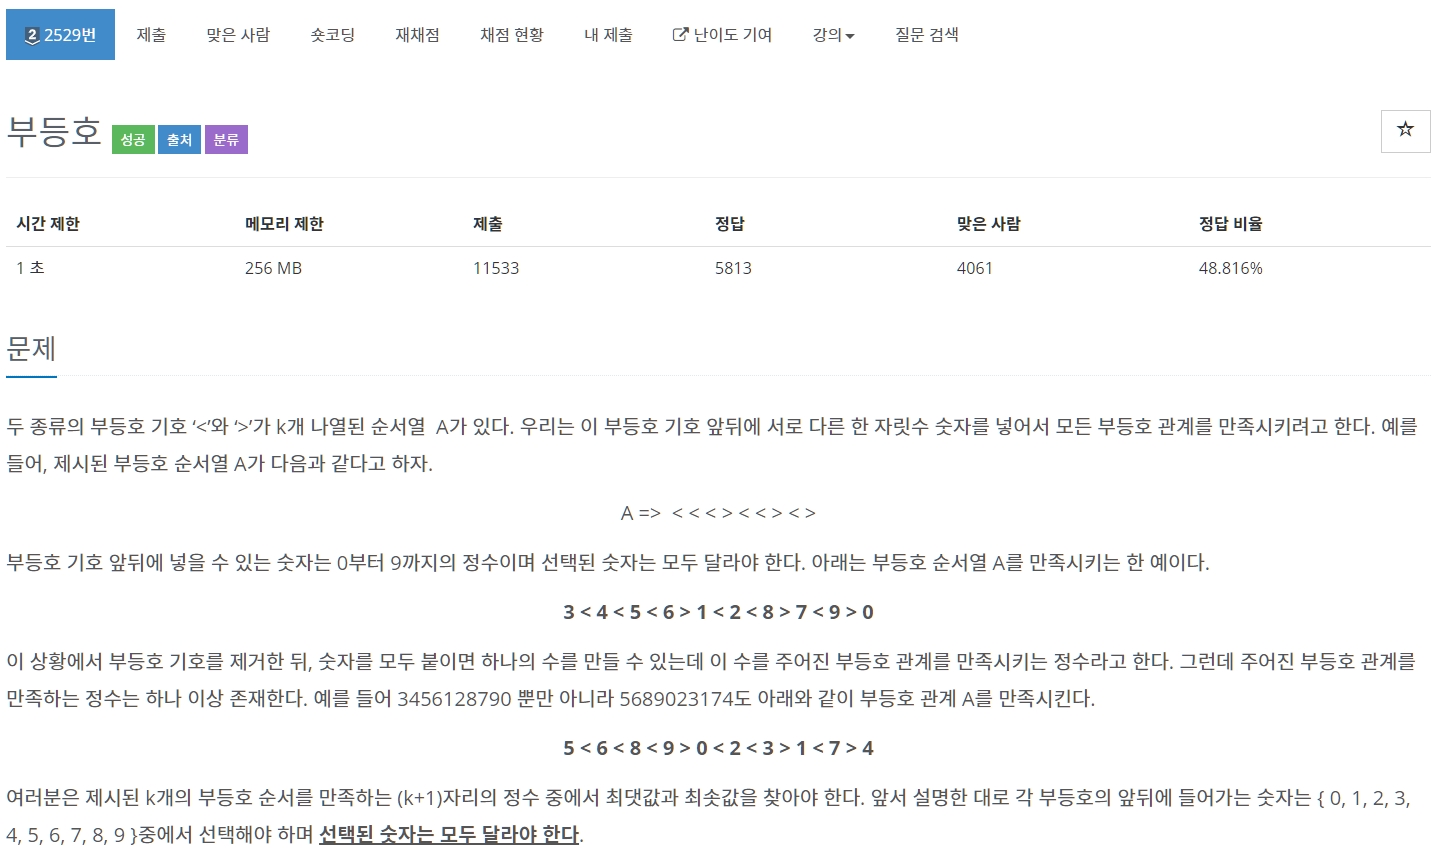 2 2529번 제출 맞은 사람 숏코딩 재채점 채점 현황 내 제출 난이도 기여 강의 질문 검색
부등호 성공 출처 분류
시간 제한 메모리 제한 제출 정답 맞은 사람 정답 비율
1 초 256 MB 11533 5813 4061 48.816%
문제
두 종류의 부등호 기호 ‘<’와 ‘>’가 k개 나열된 순서열 A가 있다. 우리는 이 부등호 기호 앞뒤에 서로 다른 한 자릿수 숫자를 넣어서 모든 부등호 관계를 만족시키려고 한다. 예를
들어, 제시된 부등호 순서열 A가 다음과 같다고 하자.
A => < < < > < < > < >
부등호 기호 앞뒤에 넣을 수 있는 숫자는 0부터 9까지의 정수이며 선택된 숫자는 모두 달라야 한다. 아래는 부등호 순서열 A를 만족시키는 한 예이다.
3 < 4 < 5 < 6 > 1 < 2 < 8 > 7 < 9 > 0
이 상황에서 부등호 기호를 제거한 뒤, 숫자를 모두 붙이면 하나의 수를 만들 수 있는데 이 수를 주어진 부등호 관계를 만족시키는 정수라고 한다. 그런데 주어진 부등호 관계를
만족하는 정수는 하나 이상 존재한다. 예를 들어 3456128790 뿐만 아니라 5689023174도 아래와 같이 부등호 관계 A를 만족시킨다.
5 < 6 < 8 < 9 > 0 < 2 < 3 > 1 < 7 > 4
여러분은 제시된 k개의 부등호 순서를 만족하는 (k+1)자리의 정수 중에서 최댓값과 최솟값을 찾아야 한다. 앞서 설명한 대로 각 부등호의 앞뒤에 들어가는 숫자는 { 0, 1, 2, 3,
4, 5, 6, 7, 8, 9 }중에서 선택해야 하며 선택된 숫자는 모두 달라야 한다.